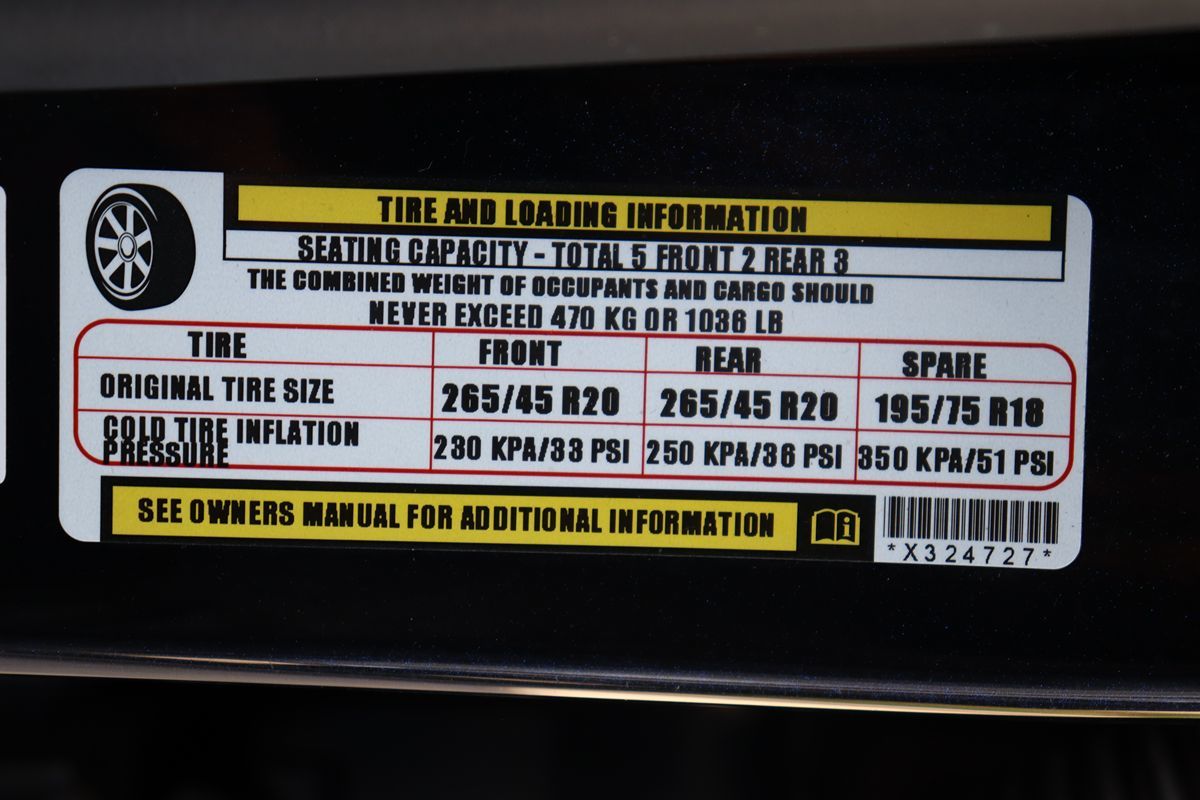 TIRE AND LOADING INFORMATION
SEATING CAPACITY - TOTAL 5 FRONT 2 REAR 3
THE COMBINED WEIGHT OF OCCUPANTS AND CARGO SHOULD
NEVER EXCEED 470 KG OR 1036 LB
TIRE FRONT REAR SPARE
ORIGINAL TIRE SIZE 265/45 R20 265/45 R20 195/75 R18
COLD TIRE INFLATION
PRESSURE 230 KPA/33 PSI 250 KPA/36 PSI 350 KPA/51 PSI
SEE OWNERS MANUAL FOR ADDITIONAL INFORMATION
*X324727*